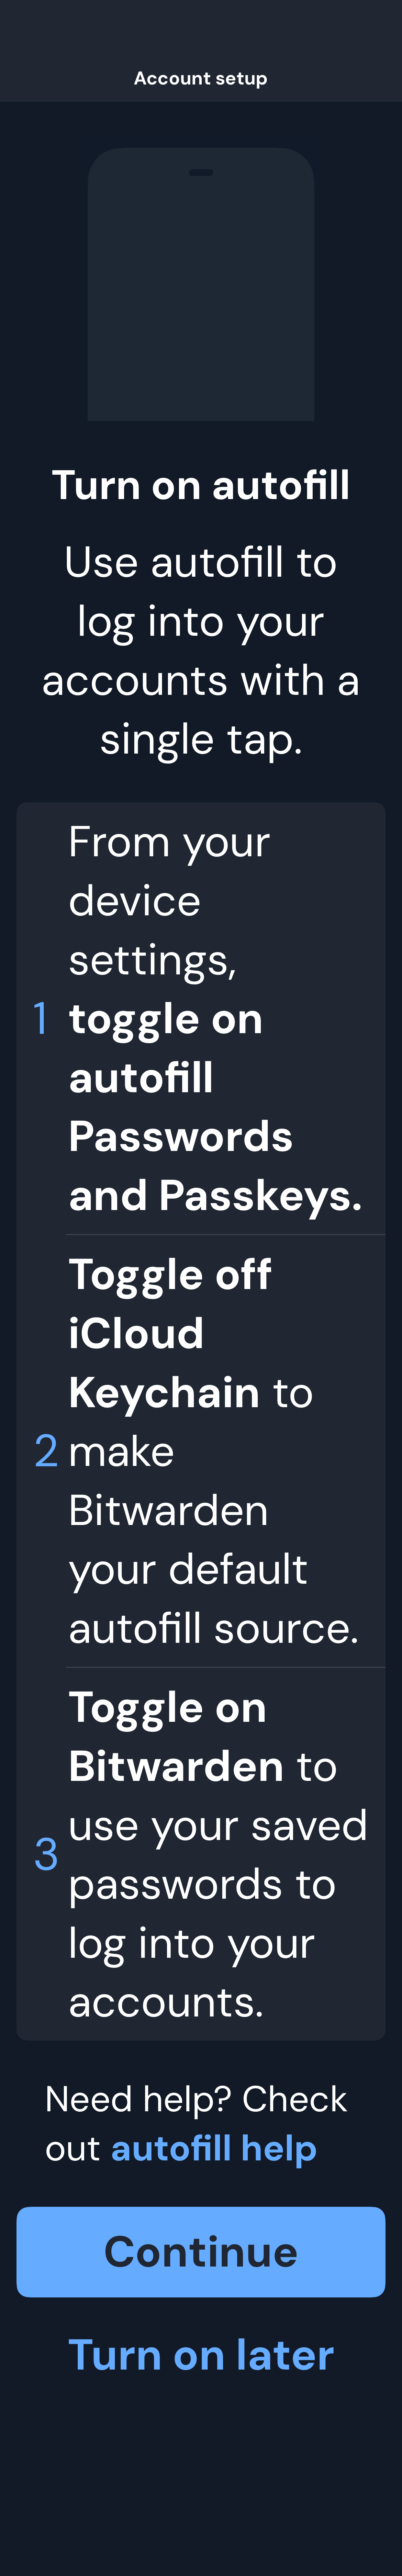 Account setup
Turn on autofill
Use autofill to
log into your
accounts with a
single tap.
From your
device
settings,
1 toggle on
autofill
Passwords
and Passkeys.
Toggle off
iCloud
Keychain to
2 make
Bitwarden
your default
autofill source.
Toggle on
Bitwarden to
use your saved
3 passwords to
log into your
accounts.
Need help? Check
out autofill help
Continue
Turn on later